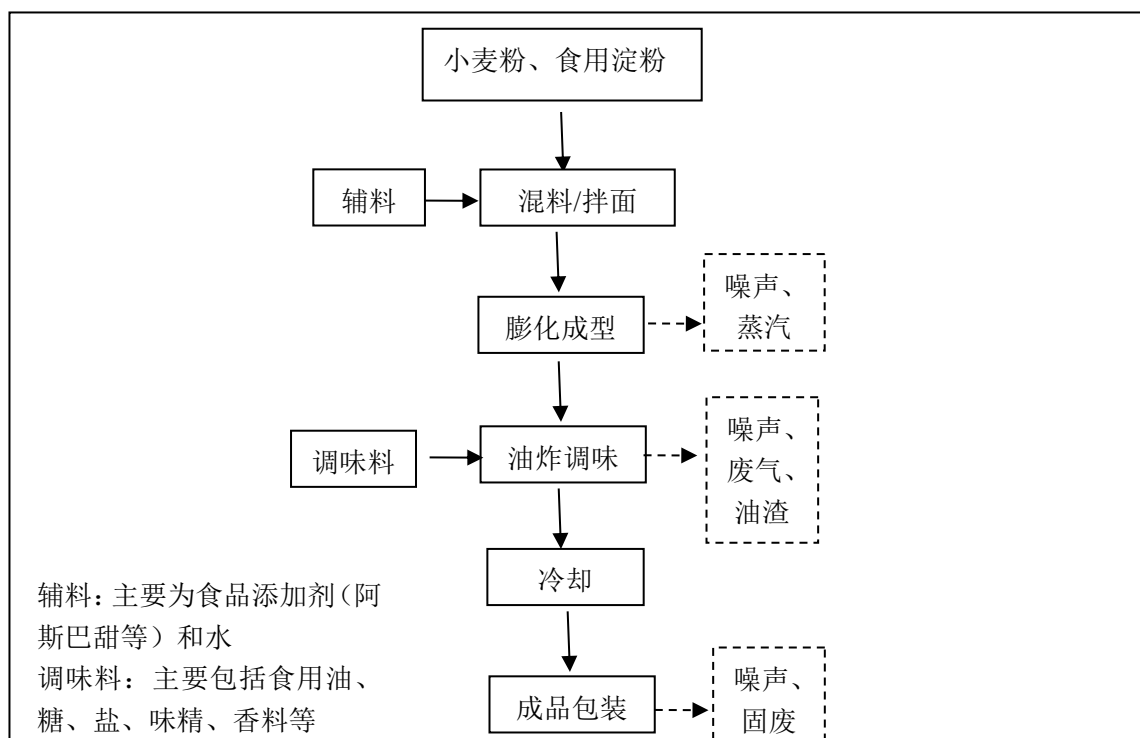 小麦粉、食用淀粉
辅料
混料/拌面
噪声、
蒸汽
膨化成型
调味料
油炸调味
噪声、
废气、
油渣
冷却
辅料：主要为食品添加剂（阿
斯巴甜等）和水
调味料：主要包括食用油、
糖、盐、味精、香料等
成品包装
噪声、
固废